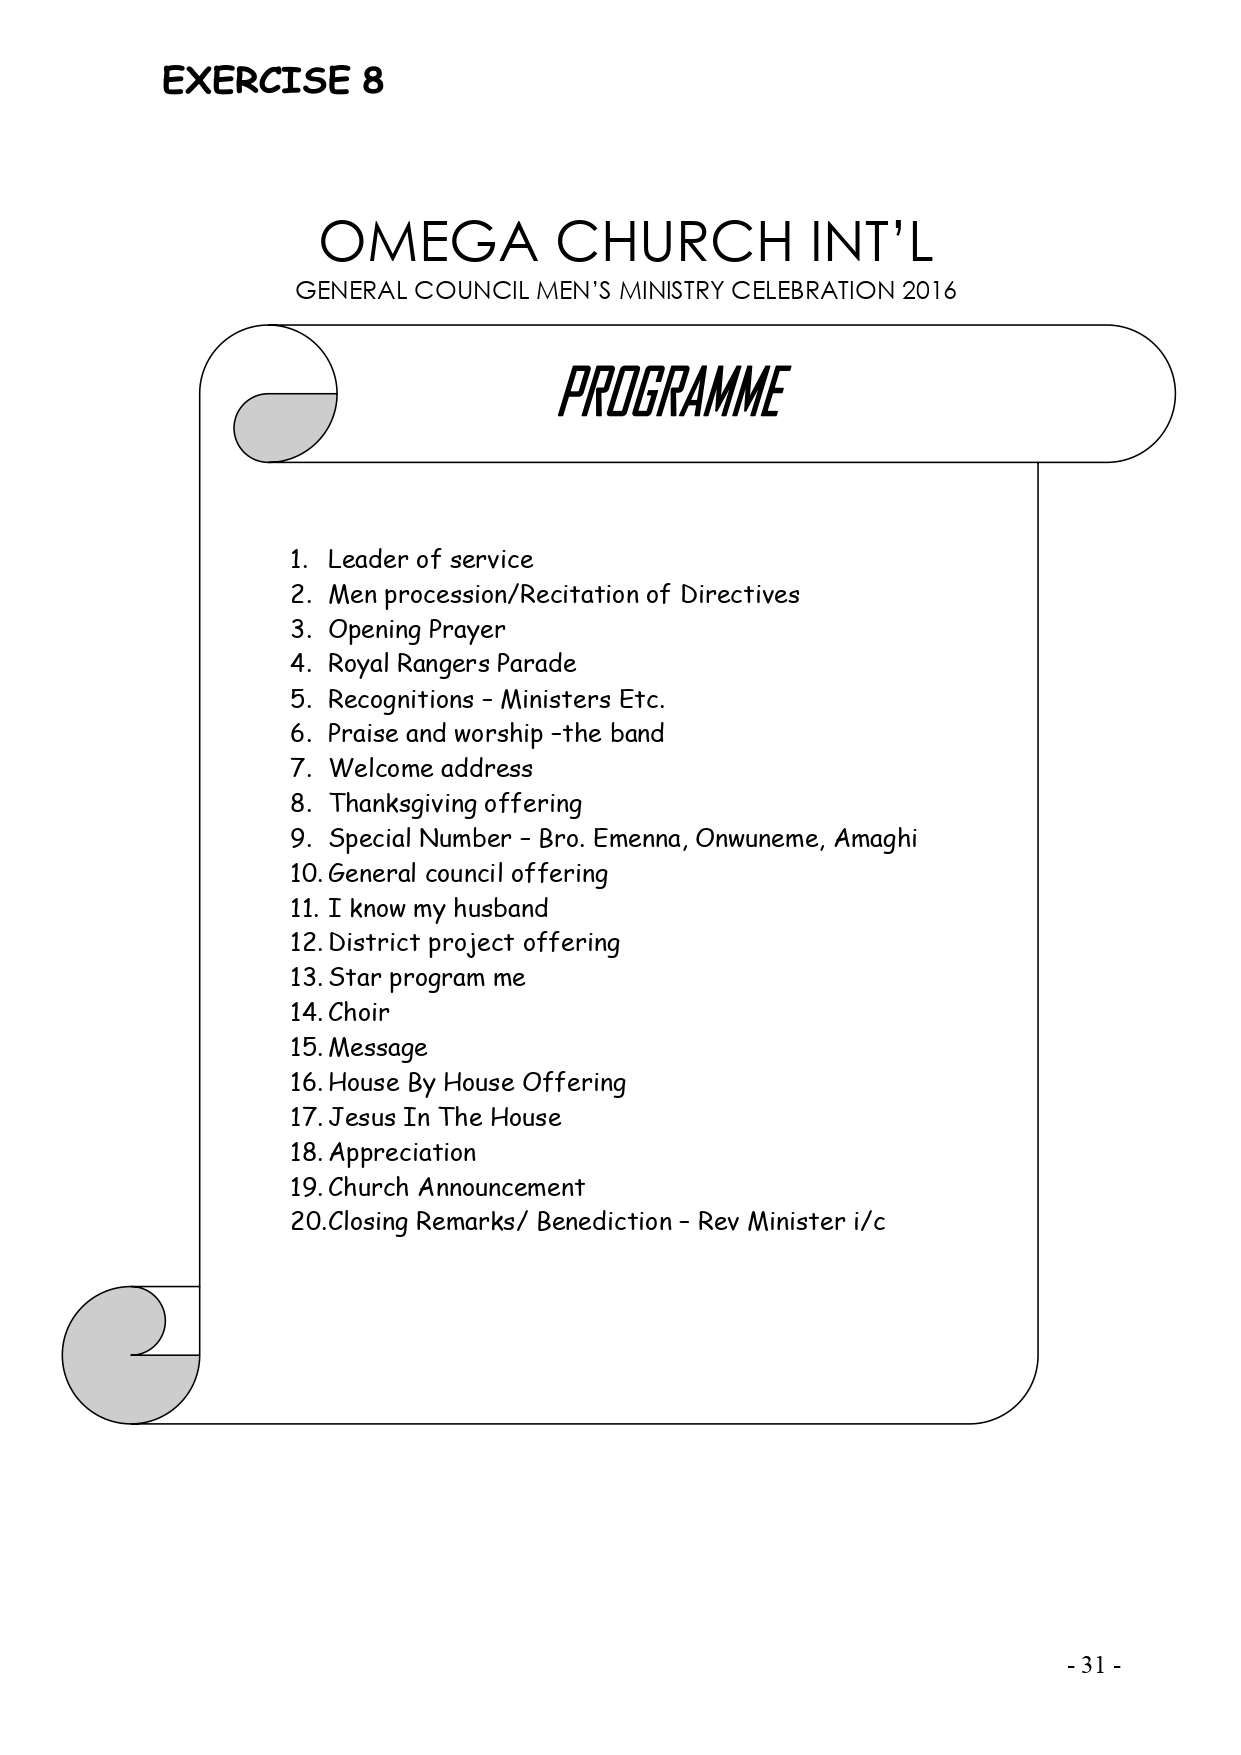 EXERCISE 8
OMEGA CHURCH INT’L
GENERAL COUNCIL MEN’S MINISTRY CELEBRATION 2016
PROGRAMME
1. Leader of service
2. Men procession/Recitation of Directives
3. Opening Prayer
4. Royal Rangers Parade
5. Recognitions – Ministers Etc.
6. Praise and worship –the band
7. Welcome address
8. Thanksgiving offering
9. Special Number – Bro. Emenna, Onwuneme, Amaghi
10. General council offering
11. I know my husband
12. District project offering
13. Star program me
14. Choir
15. Message
16. House By House Offering
17. Jesus In The House
18. Appreciation
19. Church Announcement
20.Closing Remarks/ Benediction – Rev Minister i/c
- 31 -